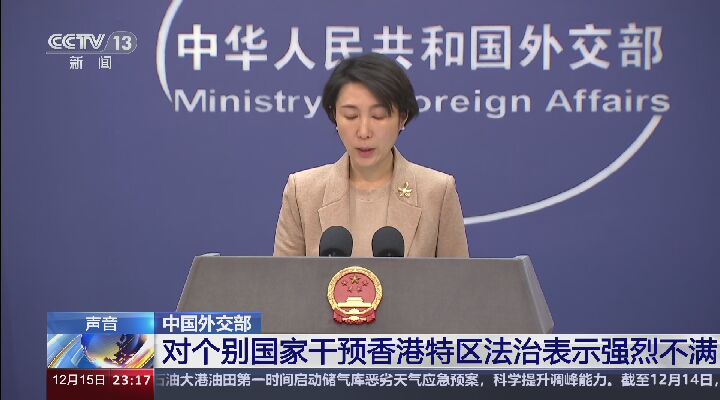 CCTV 13
新闻
中华人民共和国外交部
Ministry Foreign Affairs
声音
中国外交部
对个别国家干预香港特区法治表示强烈不满
12月15日 23:17
石油大港油田第一时间启动储气库恶劣天气应急预案，科学提升调峰能力。截至12月14日，